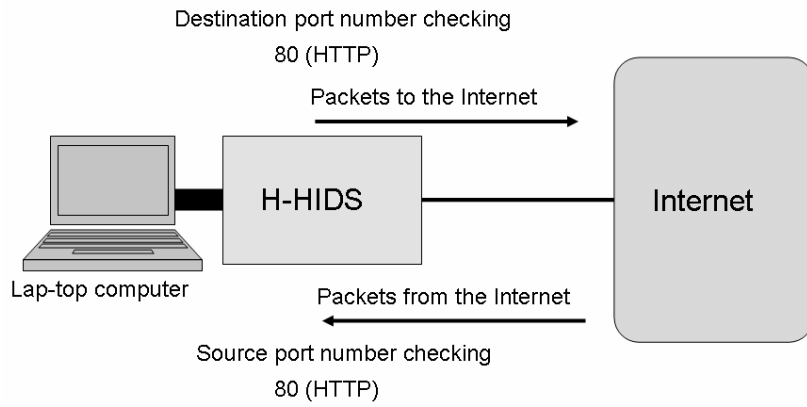 Destination port number checking
80 (HTTP)
Packets to the Internet
H-HIDS
Internet
Lap-top computer
Packets from the Internet
Source port number checking
80 (HTTP)